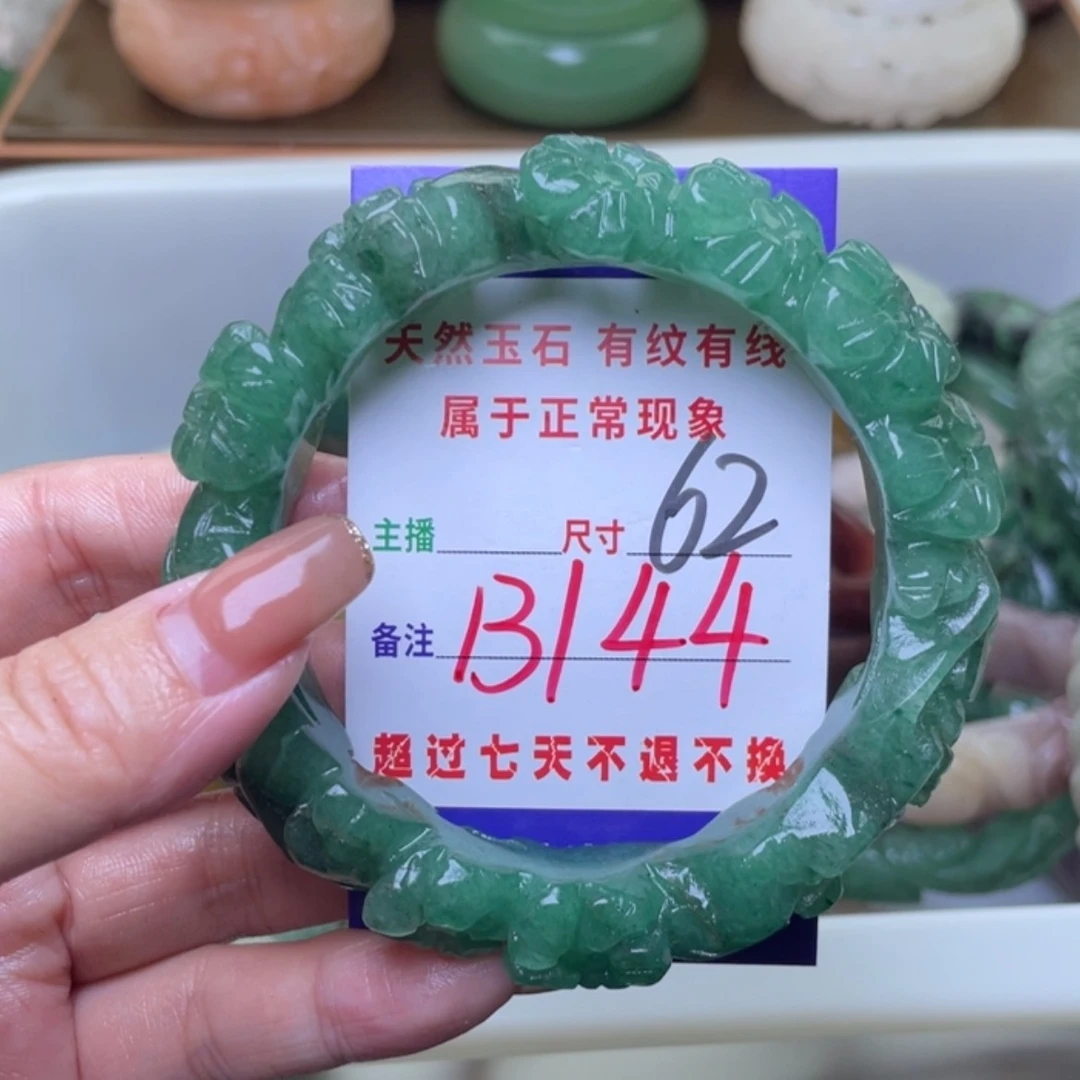 天然玉石 有纹有线
属于正常现象
主播 尺寸 62
备注 B144
超过七天不退不换